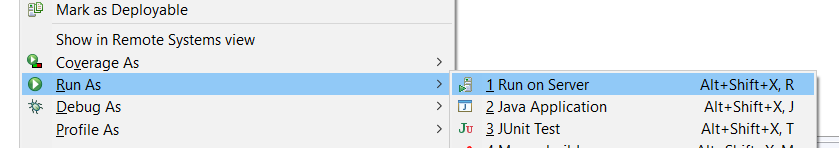 Mark as Deployable
Show in Remote Systems view
Coverage As
Run As
Debug As
Profile As
1 Run on Server Alt+Shift+X, R
2 Java Application Alt+Shift+X, J
3 JUnit Test Alt+Shift+X, T